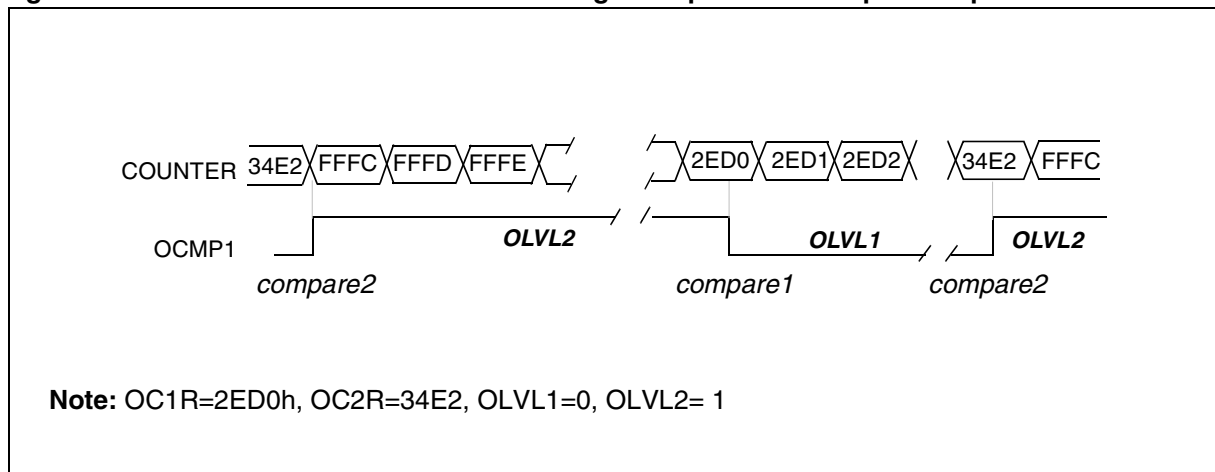 COUNTER 34E2 FFFC FFFD FFFE 2ED0 2ED1 2ED2 34E2 FFFC
OCMP1 OLVL2 OLVL1 OLVL2
compare2 compare1 compare2
Note: OC1R=2ED0h, OC2R=34E2, OLVL1=0, OLVL2= 1